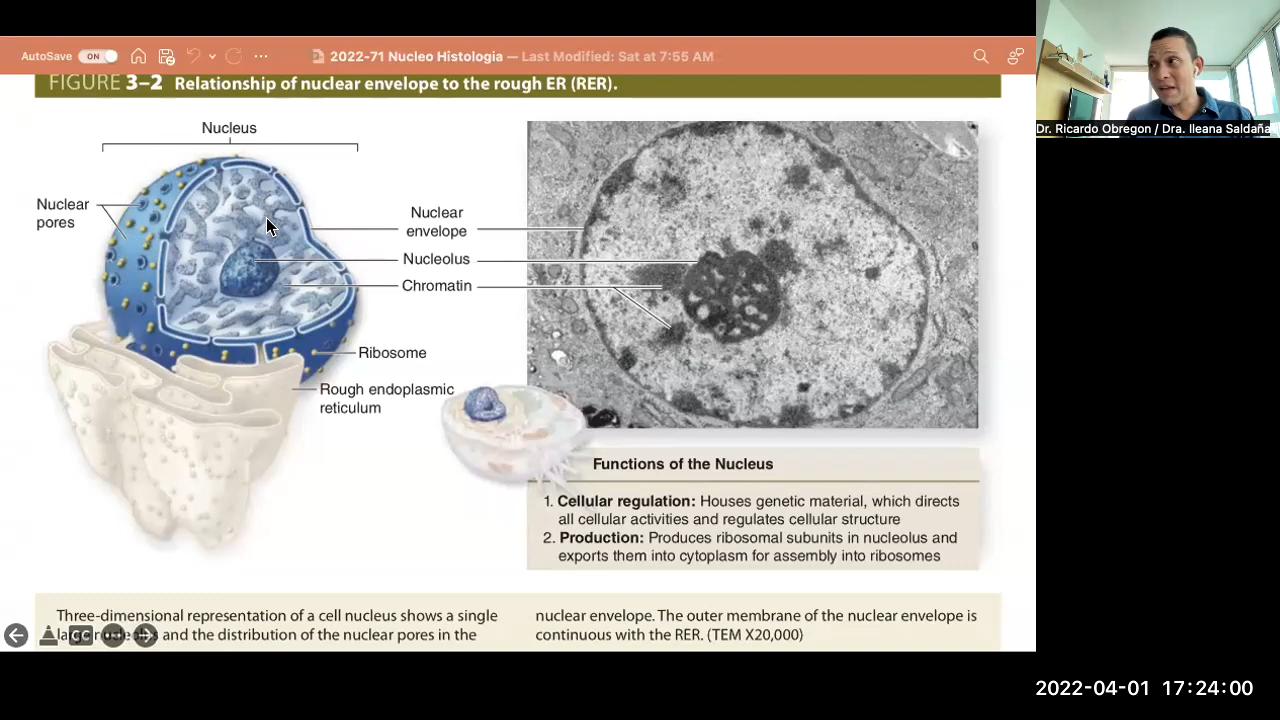 AutoSave ON
2022-71 Nucleo Histologia — Last Modified: Sat at 7:55 AM
FIGURE 3–2 Relationship of nuclear envelope to the rough ER (RER).
Nucleus
Nuclear
pores
Nuclear
envelope
Nucleolus
Chromatin
Ribosome
Rough endoplasmic
reticulum
Functions of the Nucleus
1. Cellular regulation: Houses genetic material, which directs
all cellular activities and regulates cellular structure
2. Production: Produces ribosomal subunits in nucleolus and
exports them into cytoplasm for assembly into ribosomes
Three-dimensional representation of a cell nucleus shows a single
and the distribution of the nuclear pores in the
nuclear envelope. The outer membrane of the nuclear envelope is
continuous with the RER. (TEM X20,000)
Dr. Ricardo Obregon / Dra. Ileana Saldaña
2022-04-01 17:24:00